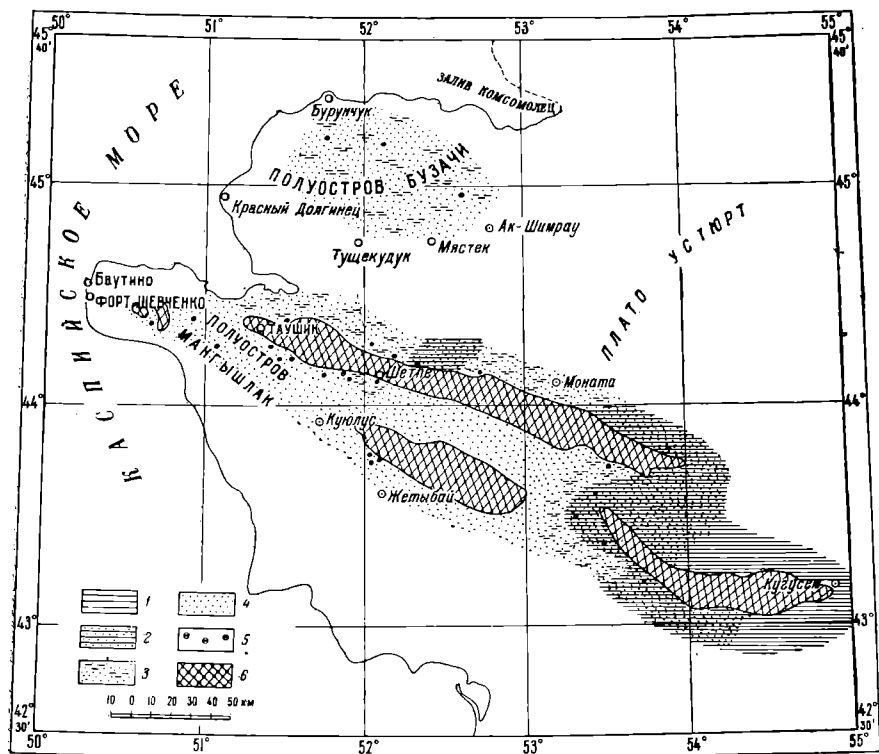 50° 51° 52° 53° 54° 55°
45° 40′
45° 40′
ЗАЛИВ КОМСОМОЛЕЦ
Бурунчук
КАСПИЙСКОЕ МОРЕ
ПОЛУОСТРОВ БУЗАЧИ
45°
45°
Красный Долгинец
Ак-Шимрау
Тущекудук
Мястек
ПЛАТО УСТЮРТ
Баутино
ФОРТ ШЕВЧЕНКО
ТАУШИК
ПОЛУОСТРОВ
МАНГЫШЛАК
Шетпе
Моната
44°
44°
Куюлус
Жетыбай
Кугусем
43°
43°
1
4
2
5
3
6
10 0 10 20 30 40 50 км
42° 30′
42° 30′
50° 51° 52° 53° 54° 55°